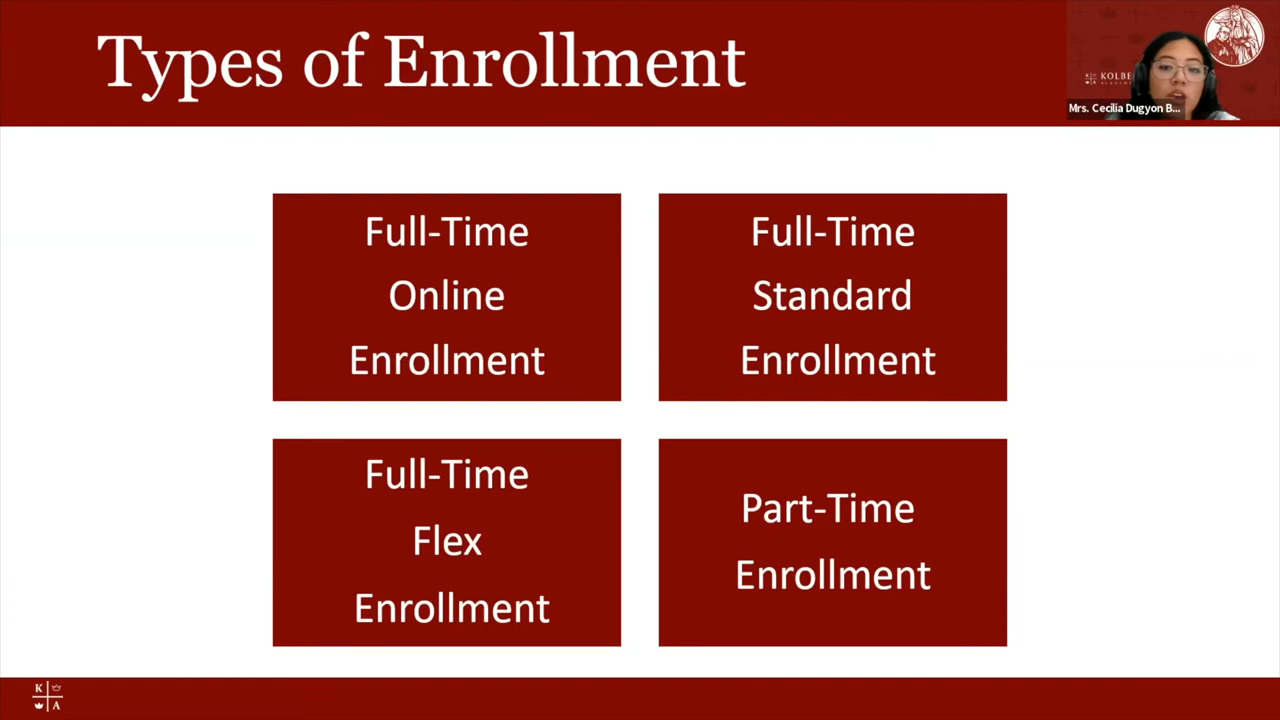 Types of Enrollment
KOLBE
Mrs. Cecilia Dugyon B...
Full-Time
Online
Enrollment
Full-Time
Standard
Enrollment
Full-Time
Flex
Enrollment
Part-Time
Enrollment
K
A